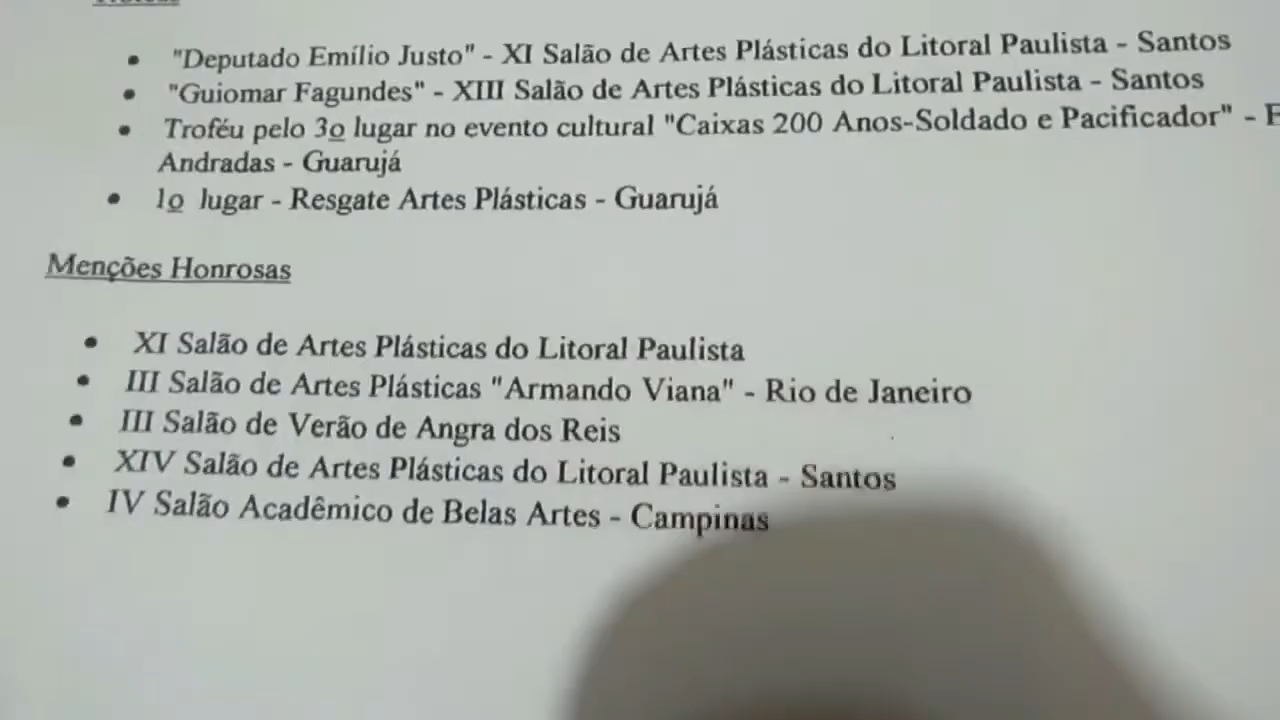 • "Deputado Emílio Justo" - XI Salão de Artes Plásticas do Litoral Paulista - Santos
• "Guiomar Fagundes" - XIII Salão de Artes Plásticas do Litoral Paulista - Santos
• Troféu pelo 3o lugar no evento cultural "Caixas 200 Anos-Soldado e Pacificador" -
Andradas - Guarujá
• 1o lugar - Resgate Artes Plásticas - Guarujá
Menções Honrosas
• XI Salão de Artes Plásticas do Litoral Paulista
• III Salão de Artes Plásticas "Armando Viana" - Rio de Janeiro
• III Salão de Verão de Angra dos Reis
• XIV Salão de Artes Plásticas do Litoral Paulista - Santos
• IV Salão Acadêmico de Belas Artes - Campinas